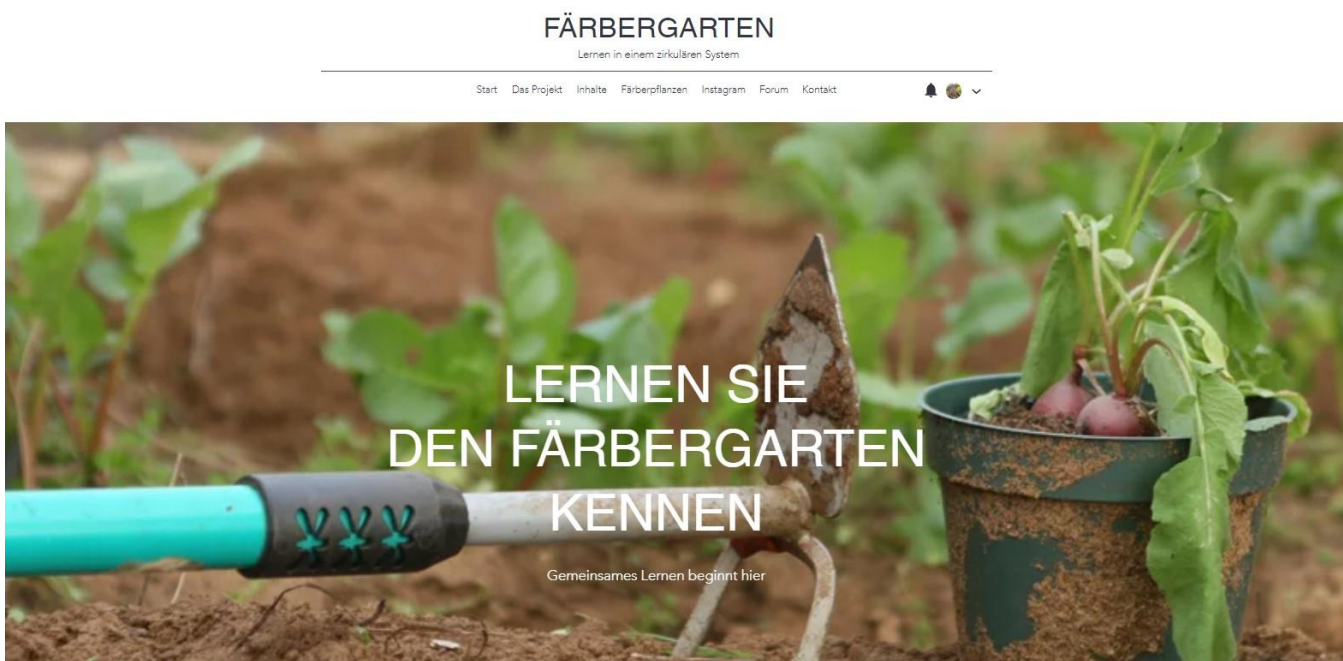 FÄRBERGARTEN
Lernen in einem zirkulären System
Start Das Projekt Inhalte Färberpflanzen Instagram Forum Kontakt
LERNEN SIE
DEN FÄRBERGARTEN
KENNEN
Gemeinsames Lernen beginnt hier